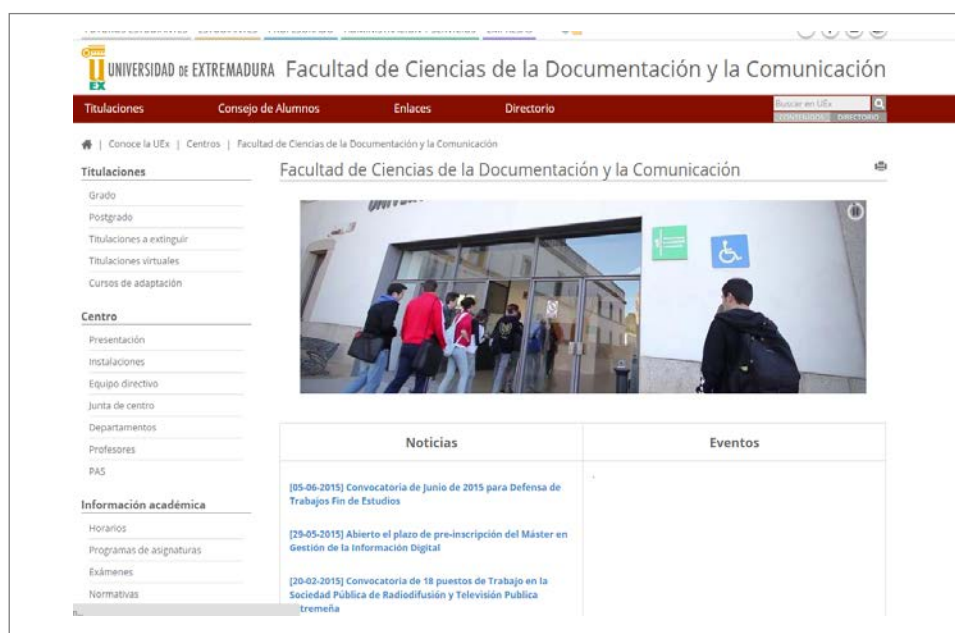 UNIVERSIDAD DE EXTREMADURA
EX
Facultad de Ciencias de la Documentación y la Comunicación
Titulaciones Consejo de Alumnos Enlaces Directorio
Buscar en UEx
CONTENIDOS DIRECTORIO
| Conoce la UEx | Centros | Facultad de Ciencias de la Documentación y la Comunicación
Titulaciones
Grado
Postgrado
Titulaciones a extinguir
Titulaciones virtuales
Cursos de adaptación
Centro
Presentación
Instalaciones
Equipo directivo
Junta de centro
Departamentos
Profesores
PAS
Información académica
Horarios
Programas de asignaturas
Exámenes
Normativas
Facultad de Ciencias de la Documentación y la Comunicación
Noticias
[05-06-2015] Convocatoria de Junio de 2015 para Defensa de
Trabajos Fin de Estudios
[29-05-2015] Abierto el plazo de pre-inscripción del Máster en
Gestión de la Información Digital
[20-02-2015] Convocatoria de 18 puestos de Trabajo en la
Sociedad Pública de Radiodifusión y Televisión Publica
Eventos